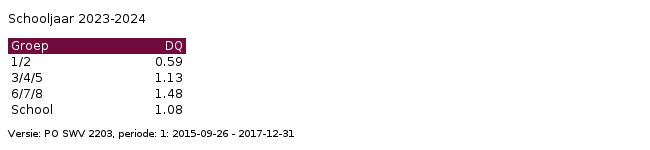 Schooljaar 2023-2024
Groep DQ
1/2 0.59
3/4/5 1.13
6/7/8 1.48
School 1.08
Versie: PO SWV 2203, periode: 1: 2015-09-26 - 2017-12-31